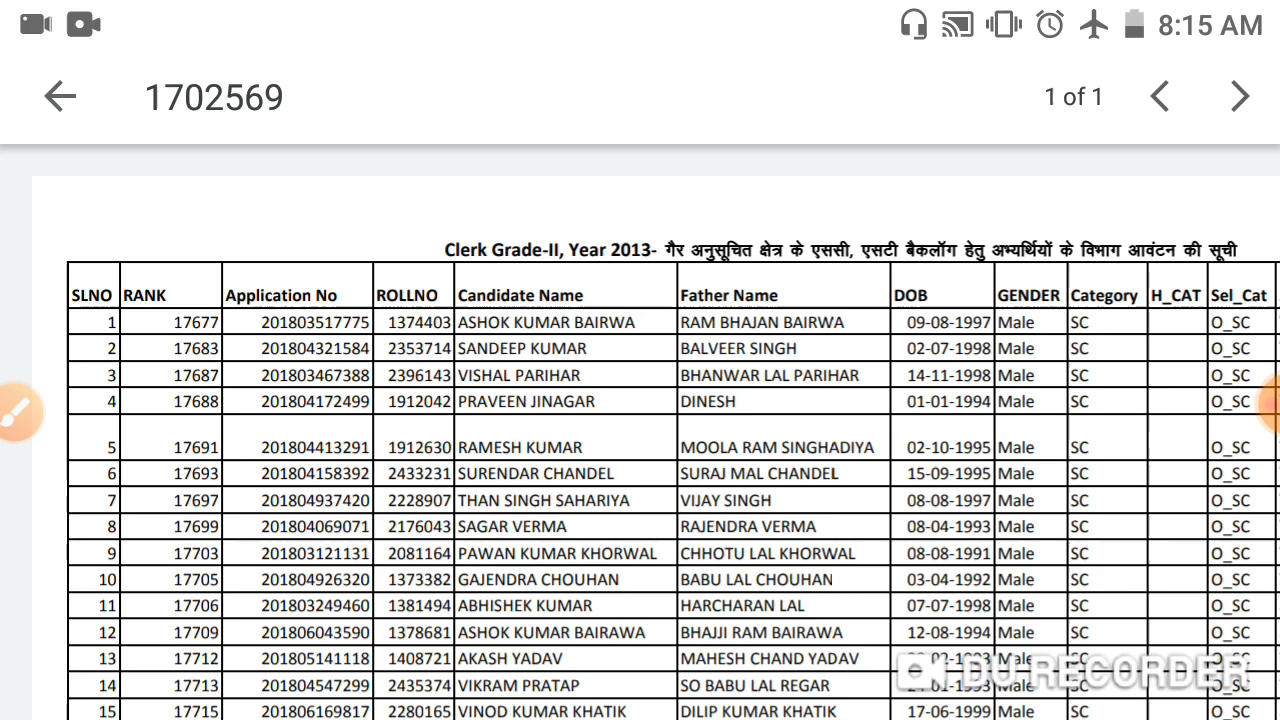 8:15 AM
1702569
1 of 1
Clerk Grade-II, Year 2013- गैर अनुसूचित क्षेत्र के एससी, एसटी बैकलॉग हेतु अभ्यर्थियों के विभाग आवंटन की सूची
SLNO RANK Application No ROLLNO Candidate Name Father Name DOB GENDER Category H_CAT Sel_Cat
1 17677 201803517775 1374403 ASHOK KUMAR BAIRWA RAM BHAJAN BAIRWA 09-08-1997 Male SC O_SC
2 17683 201804321584 2353714 SANDEEP KUMAR BALVEER SINGH 02-07-1998 Male SC O_SC
3 17687 201803467388 2396143 VISHAL PARIHAR BHANWAR LAL PARIHAR 14-11-1998 Male SC O_SC
4 17688 201804172499 1912042 PRAVEEN JINAGAR DINESH 01-01-1994 Male SC O_SC
5 17691 201804413291 1912630 RAMESH KUMAR MOOLA RAM SINGHADIYA 02-10-1995 Male SC O_SC
6 17693 201804158392 2433231 SURENDAR CHANDEL SURAJ MAL CHANDEL 15-09-1995 Male SC O_SC
7 17697 201804937420 2228907 THAN SINGH SAHARIYA VIJAY SINGH 08-08-1997 Male SC O_SC
8 17699 201804069071 2176043 SAGAR VERMA RAJENDRA VERMA 08-04-1993 Male SC O_SC
9 17703 201803121131 2081164 PAWAN KUMAR KHORWAL CHHOTU LAL KHORWAL 08-08-1991 Male SC O_SC
10 17705 201804926320 1373382 GAJENDRA CHOUHAN BABU LAL CHOUHAN 03-04-1992 Male SC O_SC
11 17706 201803249460 1381494 ABHISHEK KUMAR HARCHARAN LAL 07-07-1998 Male SC O_SC
12 17709 201806043590 1378681 ASHOK KUMAR BAIRAWA BHAJJI RAM BAIRAWA 12-08-1994 Male SC O_SC
13 17712 201805141118 1408721 AKASH YADAV MAHESH CHAND YADAV Male SC O_SC
DU RECORDER
14 17713 201804547299 2435374 VIKRAM PRATAP SO BABU LAL REGAR Male SC O_SC
15 17715 201806169817 2280165 VINOD KUMAR KHATIK DILIP KUMAR KHATIK 17-06-1999 Male SC O_SC